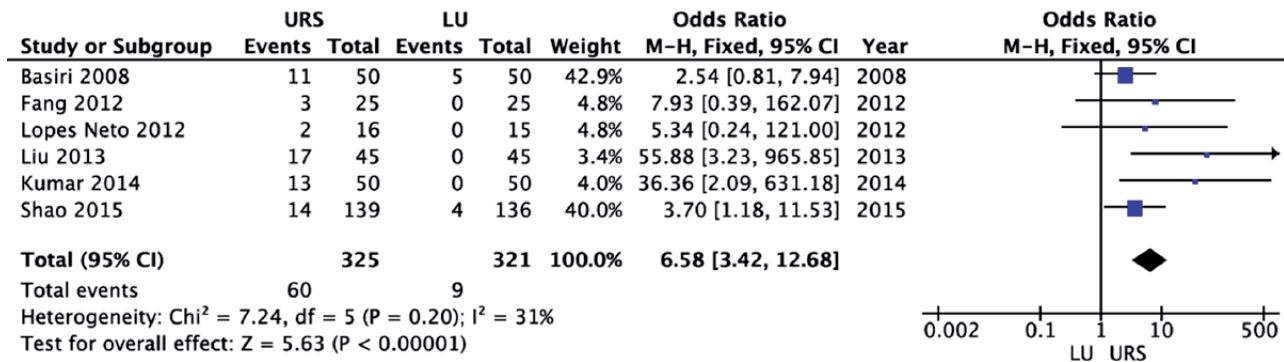 URS LU Odds Ratio Odds Ratio
Study or Subgroup Events Total Events Total Weight M-H, Fixed, 95% CI Year M-H, Fixed, 95% CI
Basiri 2008 11 50 5 50 42.9% 2.54 [0.81, 7.94] 2008
Fang 2012 3 25 0 25 4.8% 7.93 [0.39, 162.07] 2012
Lopes Neto 2012 2 16 0 15 4.8% 5.34 [0.24, 121.00] 2012
Liu 2013 17 45 0 45 3.4% 55.88 [3.23, 965.85] 2013
Kumar 2014 13 50 0 50 4.0% 36.36 [2.09, 631.18] 2014
Shao 2015 14 139 4 136 40.0% 3.70 [1.18, 11.53] 2015
Total (95% CI) 325 321 100.0% 6.58 [3.42, 12.68]
Total events 60 9
Heterogeneity: Chi² = 7.24, df = 5 (P = 0.20); I² = 31%
Test for overall effect: Z = 5.63 (P < 0.00001)
0.002 0.1 1 10 500
LU URS